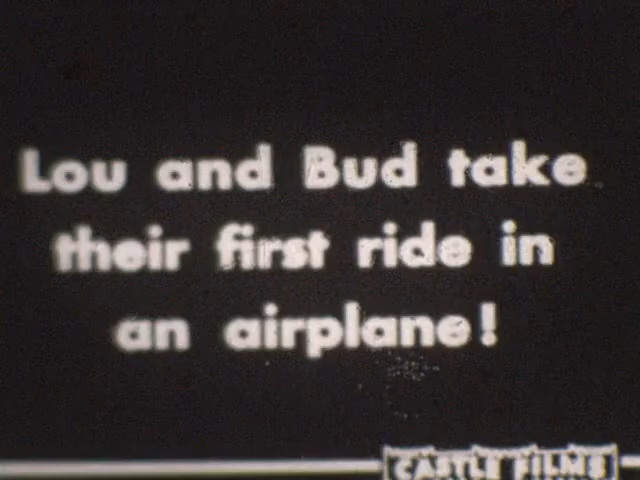 Lou and Bud take
their first ride in
an airplane!
CASTLE FILMS